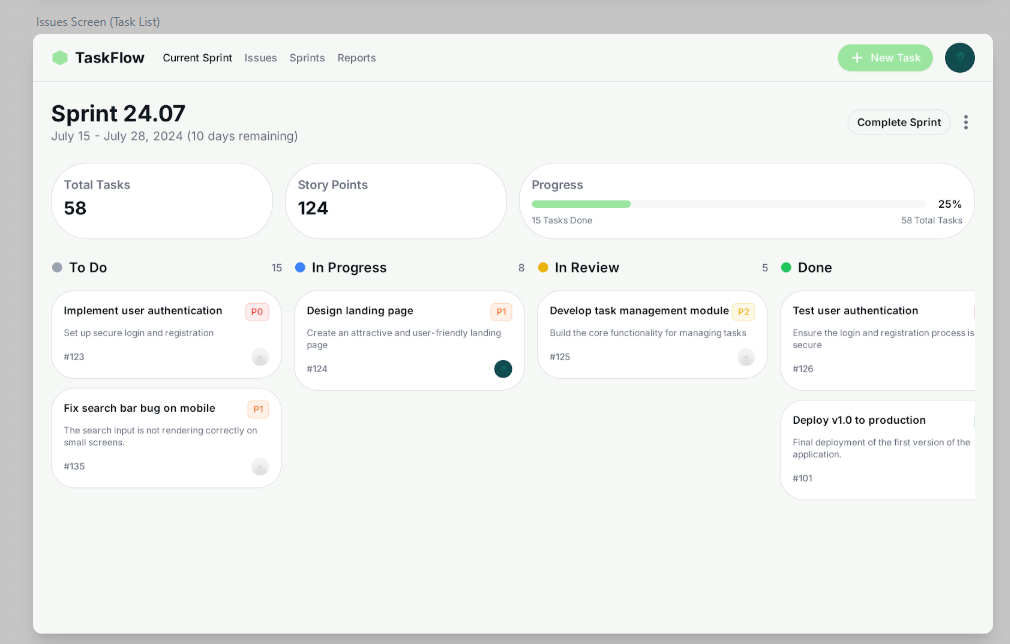 Issues Screen (Task List)
TaskFlow
Current Sprint Issues Sprints Reports
+ New Task
Sprint 24.07
July 15 - July 28, 2024 (10 days remaining)
Complete Sprint
Total Tasks
58
Story Points
124
Progress
25%
15 Tasks Done
58 Total Tasks
To Do 15
Implement user authentication P0
Set up secure login and registration
#123
Fix search bar bug on mobile P1
The search input is not rendering correctly on
small screens.
#135
In Progress 8
Design landing page P1
Create an attractive and user-friendly landing
page
#124
In Review 5
Develop task management module P2
Build the core functionality for managing tasks
#125
Done
Test user authentication
Ensure the login and registration process is
secure
#126
Deploy v1.0 to production
Final deployment of the first version of the
application.
#101